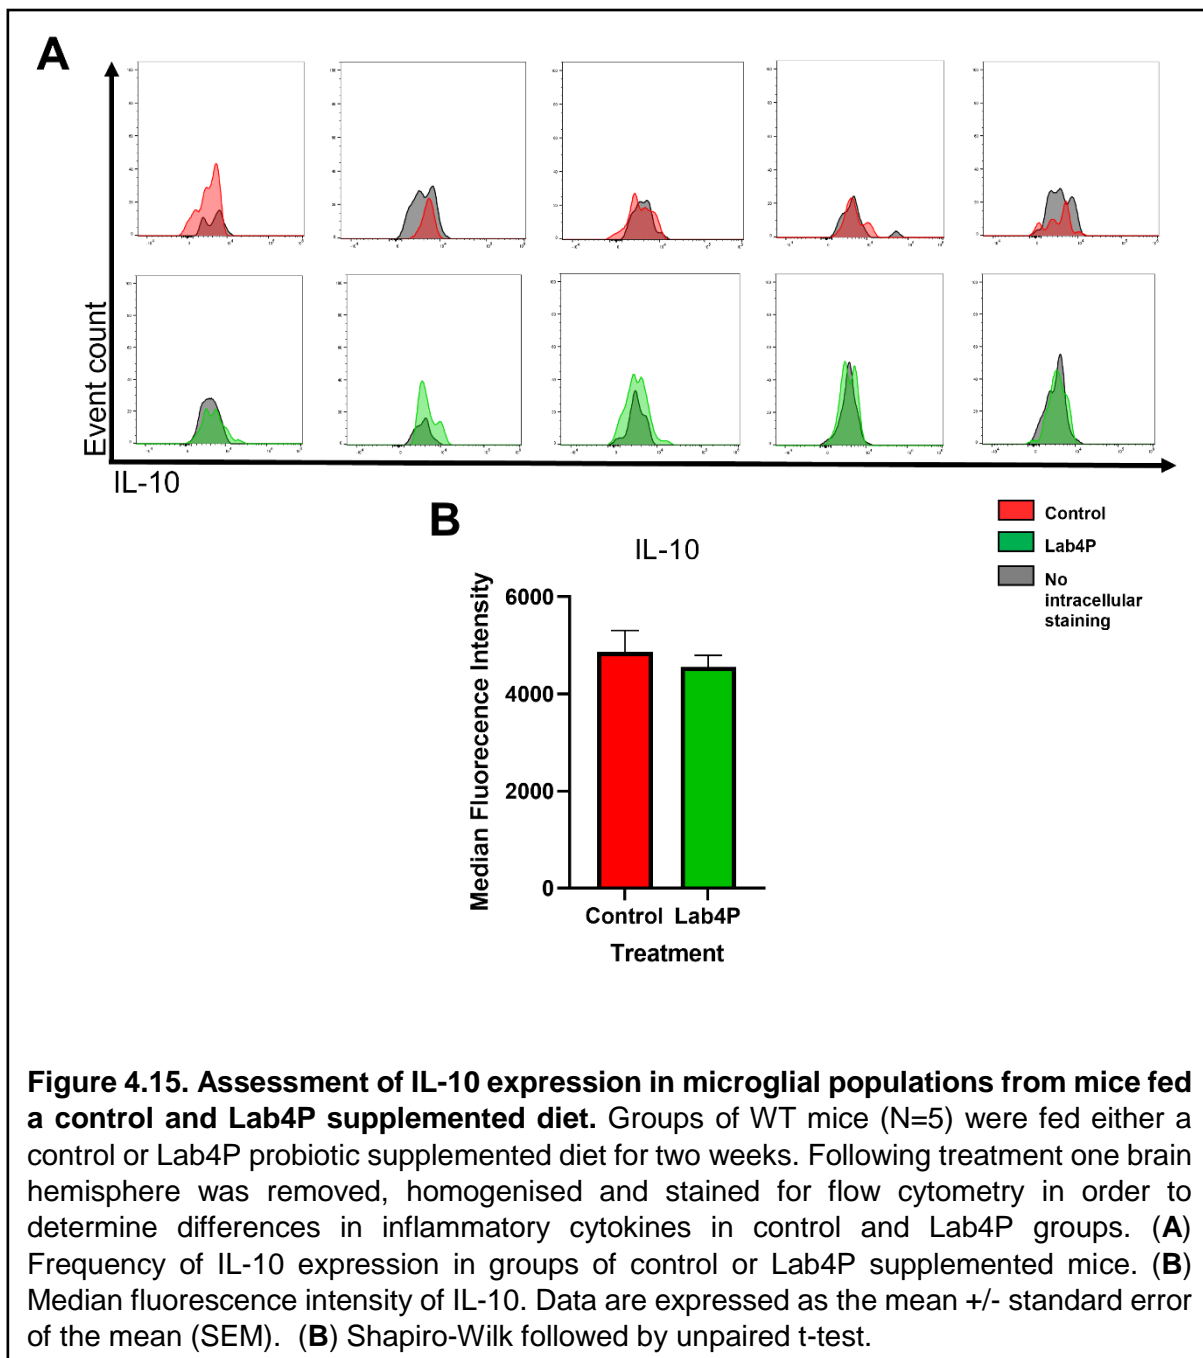 A
Event count
IL-10
Control
Lab4P
No
intracellular
staining
B
IL-10
Median Fluorecence Intensity
6000
4000
2000
0
Control Lab4P
Treatment
Figure 4.15. Assessment of IL-10 expression in microglial populations from mice fed
a control and Lab4P supplemented diet. Groups of WT mice (N=5) were fed either a
control or Lab4P probiotic supplemented diet for two weeks. Following treatment one brain
hemisphere was removed, homogenised and stained for flow cytometry in order to
determine differences in inflammatory cytokines in control and Lab4P groups. (A)
Frequency of IL-10 expression in groups of control or Lab4P supplemented mice. (B)
Median fluorescence intensity of IL-10. Data are expressed as the mean +/- standard error
of the mean (SEM). (B) Shapiro-Wilk followed by unpaired t-test.